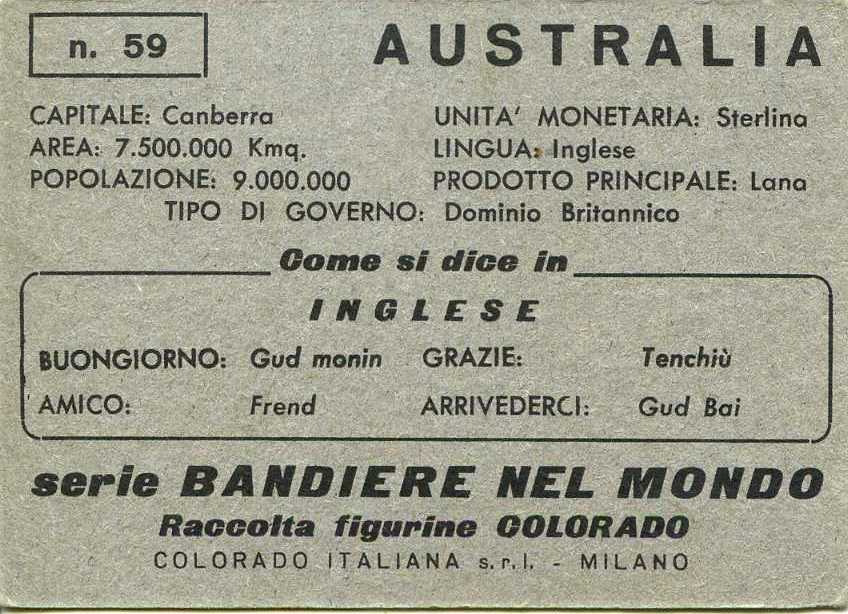 n. 59
AUSTRALIA
CAPITALE: Canberra UNITA' MONETARIA: Sterlina
AREA: 7.500.000 Kmq. LINGUA: Inglese
POPOLAZIONE: 9.000.000 PRODOTTO PRINCIPALE: Lana
TIPO DI GOVERNO: Dominio Britannico
Come si dice in
INGLESE
BUONGIORNO: Gud monin GRAZIE: Tenchiù
AMICO: Frend ARRIVEDERCI: Gud Bai
serie BANDIERE NEL MONDO
Raccolta figurine COLORADO
COLORADO ITALIANA s.r.l. - MILANO